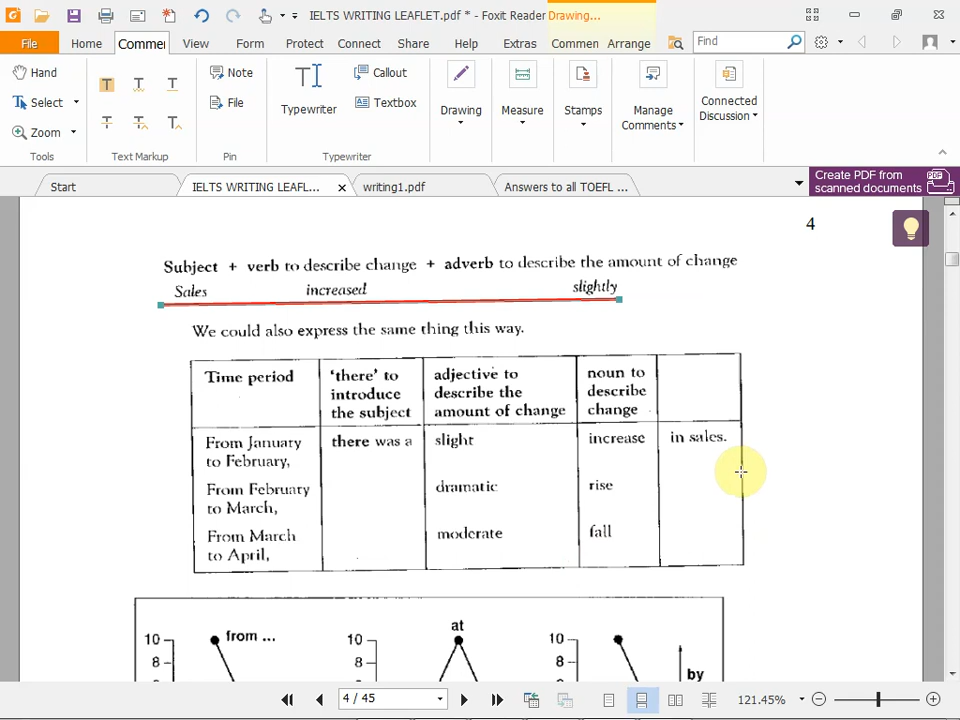 IELTS WRITING LEAFLET.pdf * - Foxit Reader
Drawing...
File Home Commer View Form Protect Connect Share Help Extras Commen Arrange Find
Hand
Select
Zoom
Tools
T T T
T T T
Text Markup
Note
File
Pin
Typewriter
Callout
Textbox
Typewriter
Drawing
Measure
Stamps
Manage
Comments
Connected
Discussion
Start
IELTS WRITING LEAFL...
writing1.pdf
Answers to all TOEFL ...
Create PDF from
scanned documents
4
Subject + verb to describe change + adverb to describe the amount of change
Sales increased slightly
We could also express the same thing this way.
Time period
'there' to
introduce
the subject
adjective to
describe the
amount of change
noun to
describe
change
From January
to February,
there was a
slight
increase
in sales.
From February
to March,
dramatic
rise
From March
to April,
moderate
fall
10
8
from ...
10
8
at
10
8
by
4 / 45
121.45%